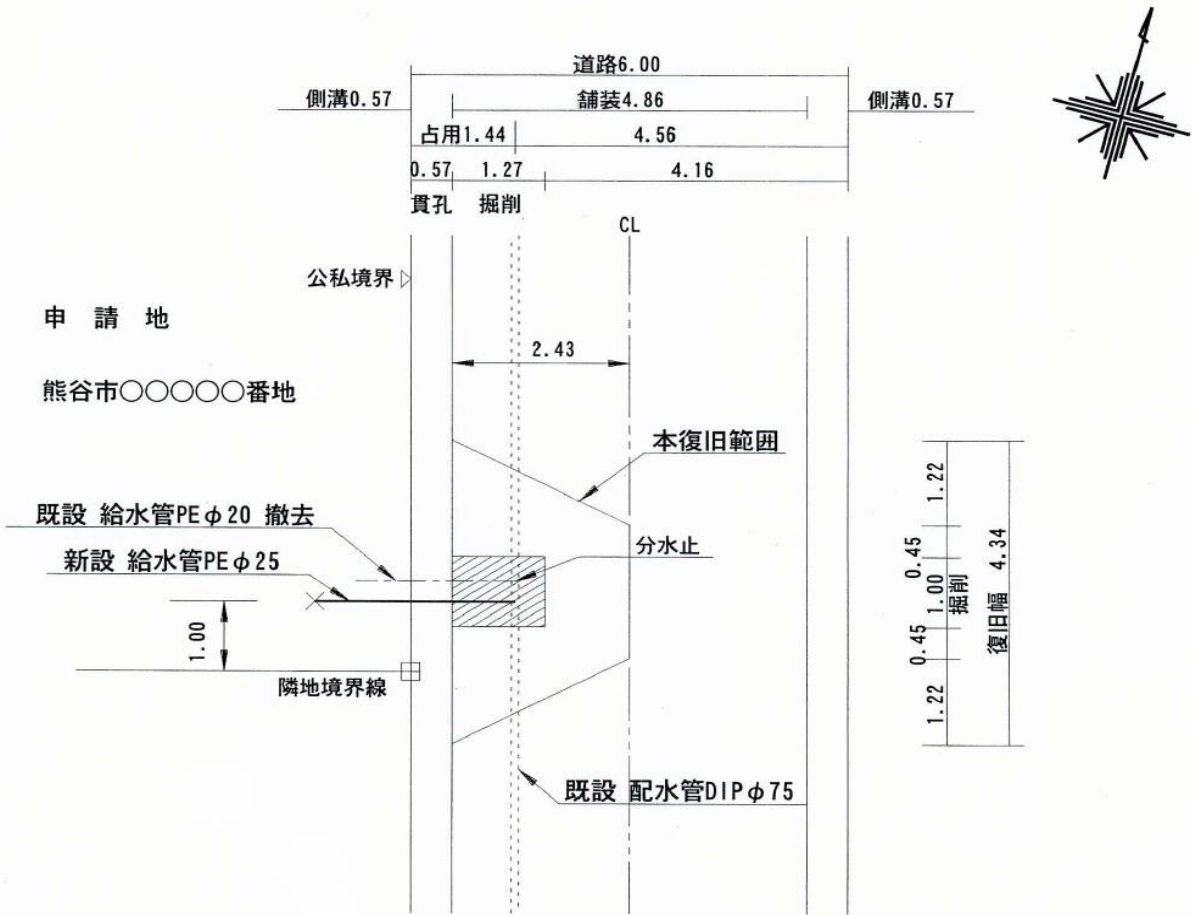 道路6.00
側溝0.57
舗装4.86
側溝0.57
占用1.44
4.56
0.57
1.27
4.16
貫孔
掘削
CL
公私境界
申請地
2.43
熊谷市○○○○○番地
本復旧範囲
既設 給水管PEφ20 撤去
分水止
新設 給水管PEφ25
1.00
隣地境界線
既設 配水管DIPφ75
1.22
0.45
1.00
掘削
0.45
1.22
復旧幅 4.34